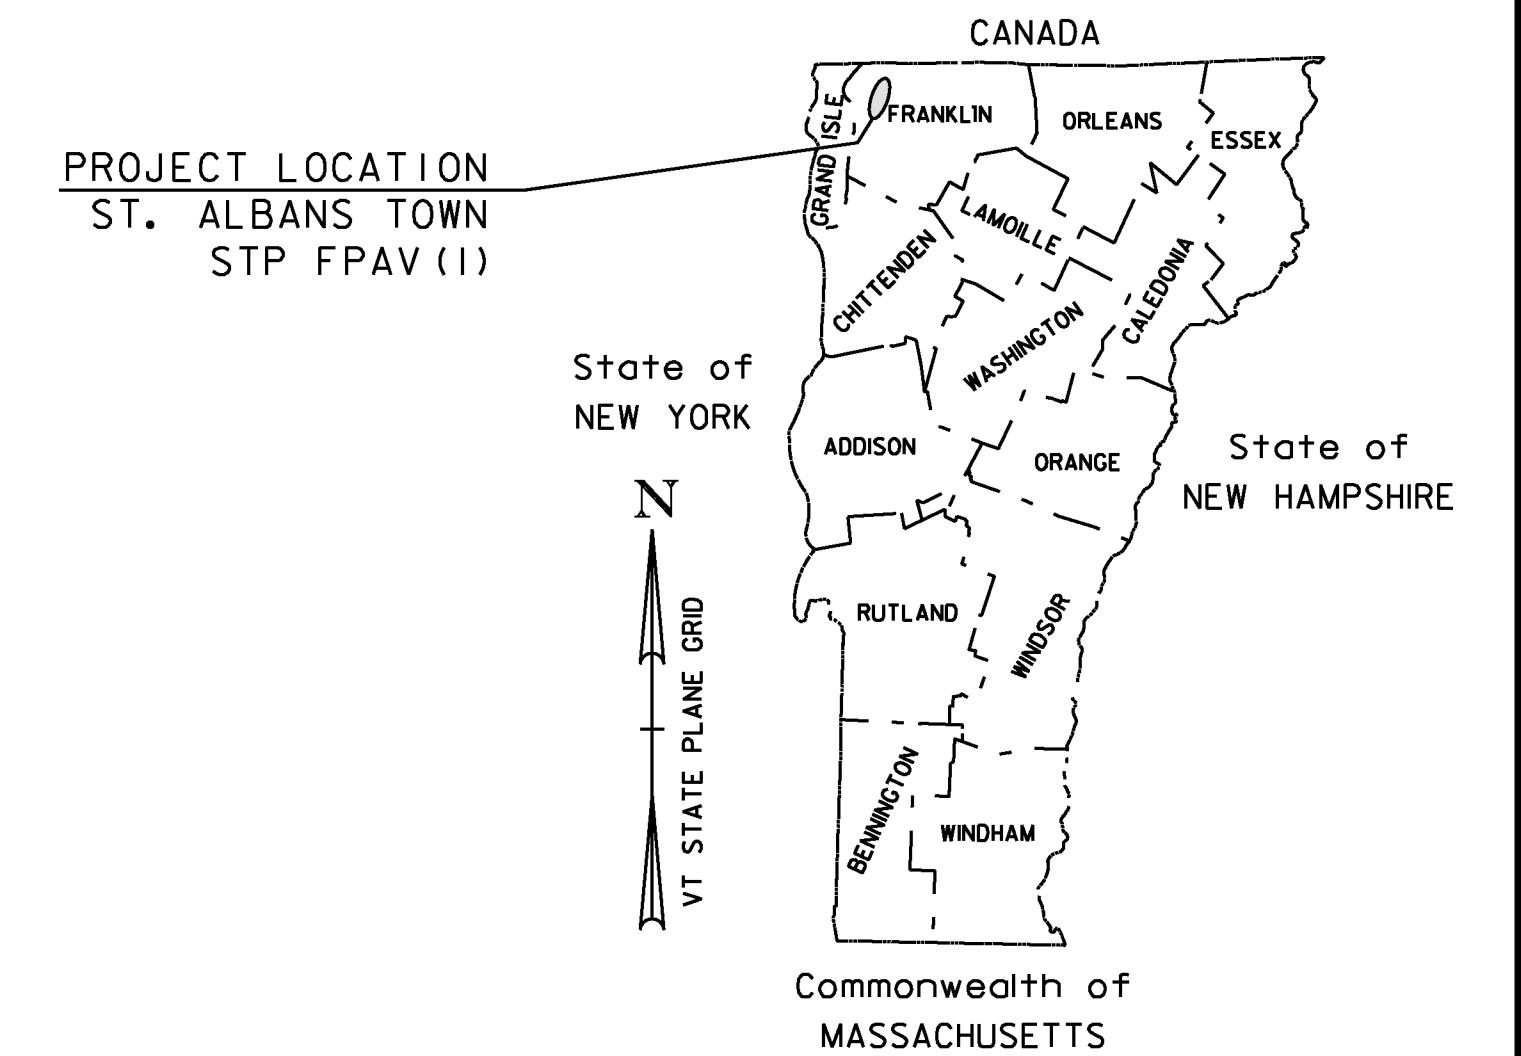 CANADA
GRAND ISLE
FRANKLIN
ORLEANS
ESSEX
PROJECT LOCATION
ST. ALBANS TOWN
STP FPAV(1)
LAMOILLE
CHITTENDEN
CALEDONIA
WASHINGTON
State of
NEW YORK
ADDISON
ORANGE
State of
NEW HAMPSHIRE
N
VT STATE PLANE GRID
RUTLAND
WINDSOR
BENNINGTON
WINDHAM
Commonwealth of
MASSACHUSETTS